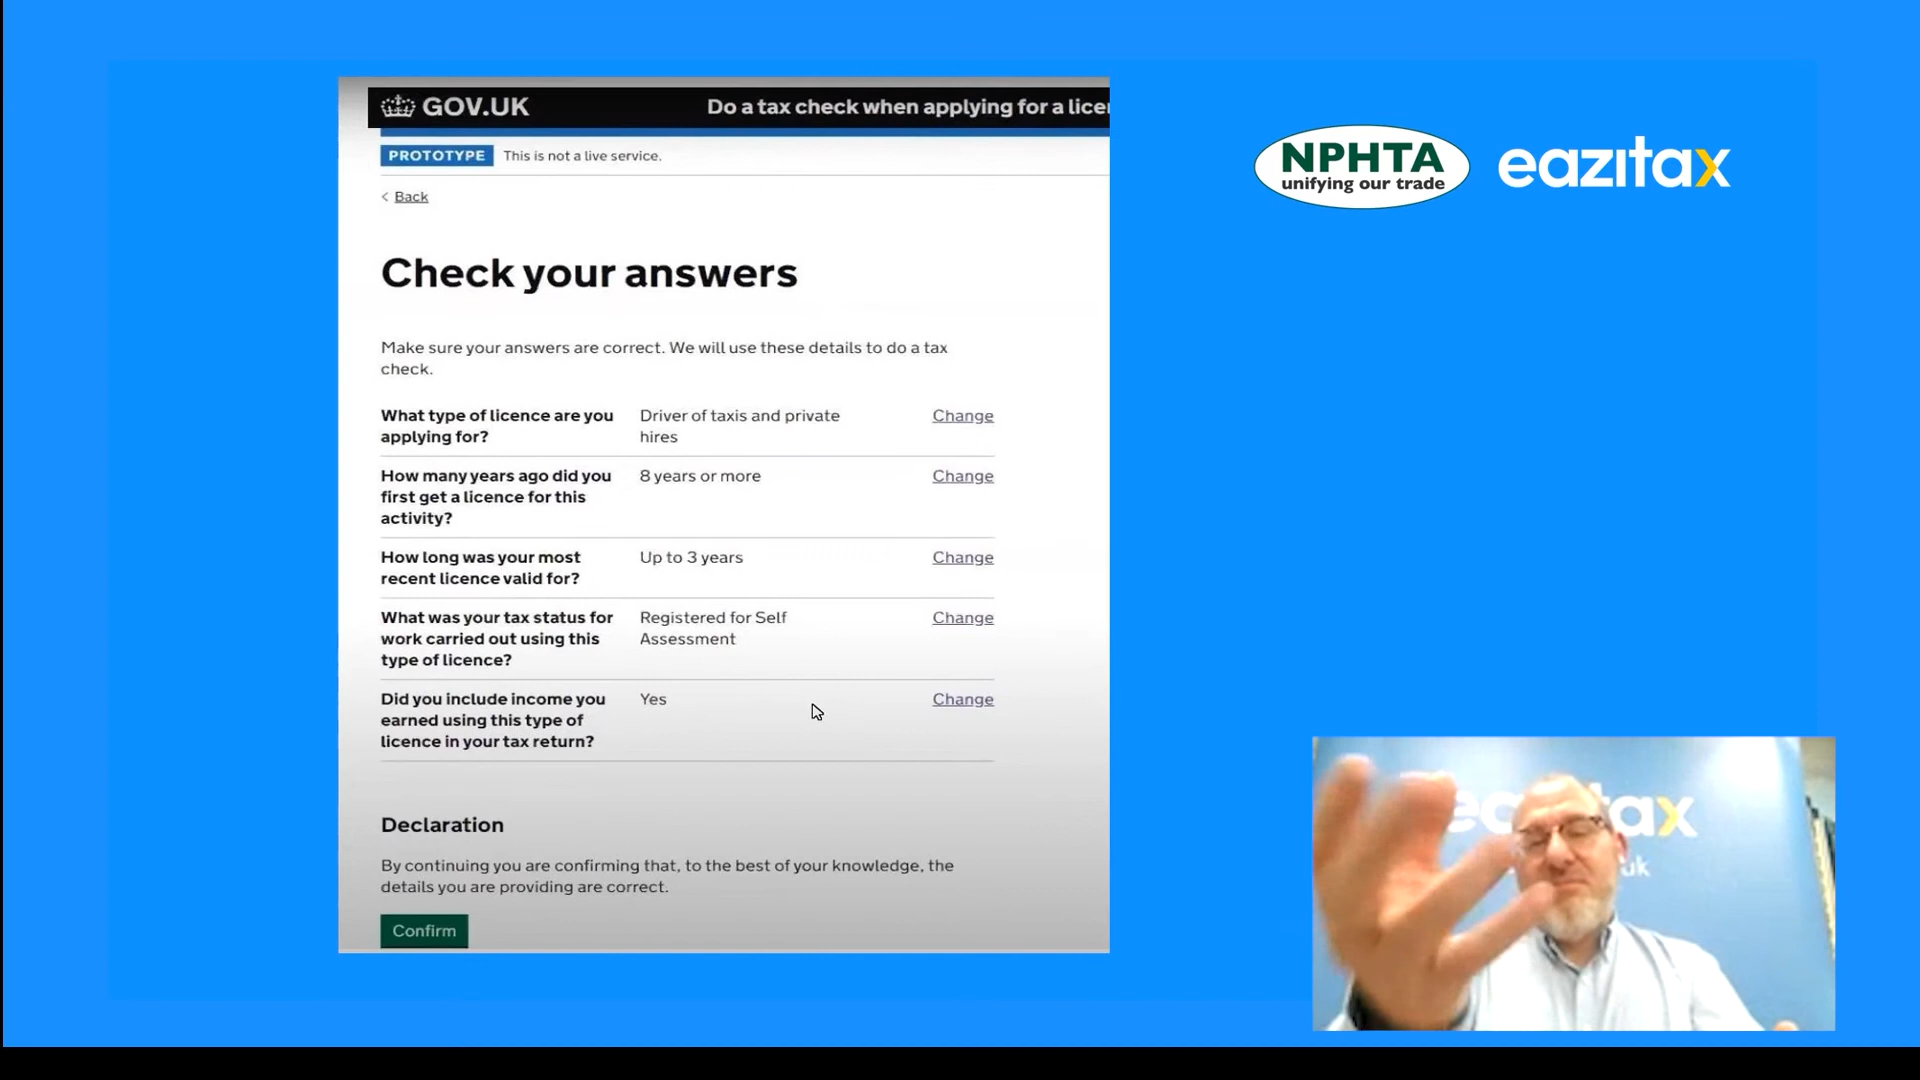 GOV.UK
Do a tax check when applying for a
PROTOTYPE This is not a live service.
< Back
Check your answers
Make sure your answers are correct. We will use these details to do a tax
check.
What type of licence are you
applying for?
Driver of taxis and private
hires
Change
How many years ago did you
first get a licence for this
activity?
8 years or more
Change
How long was your most
recent licence valid for?
Up to 3 years
Change
What was your tax status for
work carried out using this
type of licence?
Registered for Self
Assessment
Change
Did you include income you
earned using this type of
licence in your tax return?
Yes
Change
Declaration
By continuing you are confirming that, to the best of your knowledge, the
details you are providing are correct.
Confirm
NPHTA
unifying our trade
eazitax